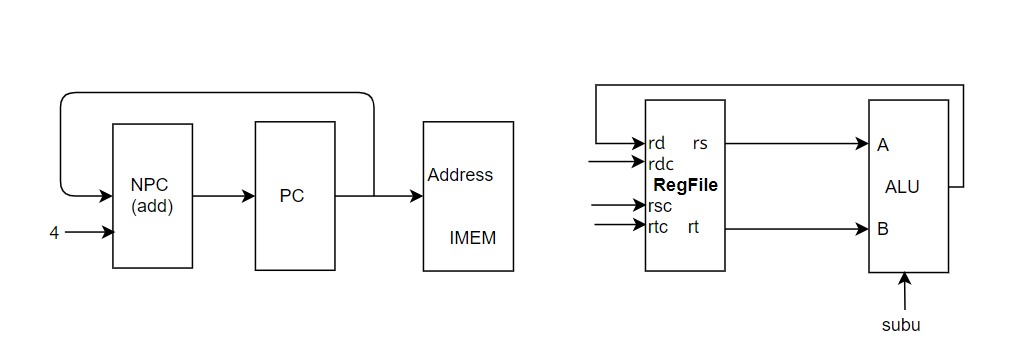 NPC
(add)
4
PC
Address
IMEM
rd rs
rdc
RegFile
rsc
rtc rt
A
ALU
B
subu